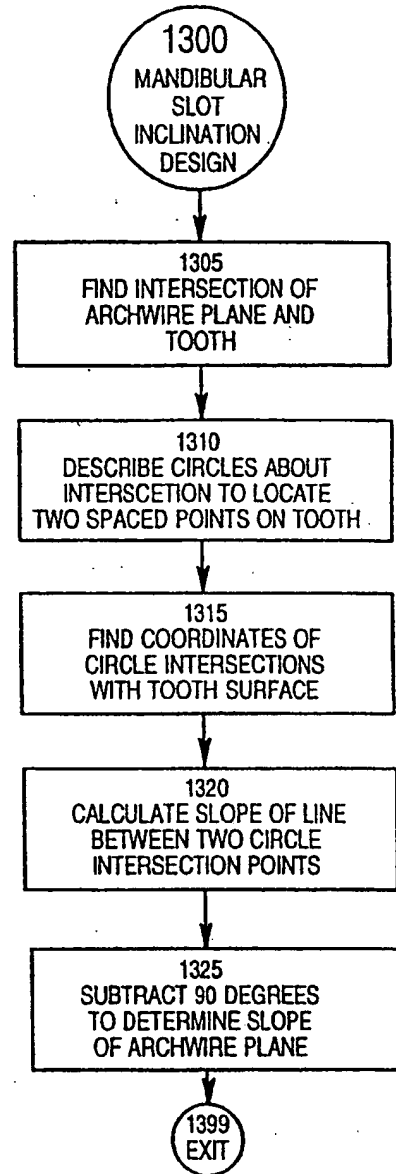 1300
MANDIBULAR
SLOT
INCLINATION
DESIGN
1305
FIND INTERSECTION OF
ARCHWIRE PLANE AND
TOOTH
1310
DESCRIBE CIRCLES ABOUT
INTERSCETION TO LOCATE
TWO SPACED POINTS ON TOOTH
1315
FIND COORDINATES OF
CIRCLE INTERSECTIONS
WITH TOOTH SURFACE
1320
CALCULATE SLOPE OF LINE
BETWEEN TWO CIRCLE
INTERSECTION POINTS
1325
SUBTRACT 90 DEGREES
TO DETERMINE SLOPE
OF ARCHWIRE PLANE
1399
EXIT